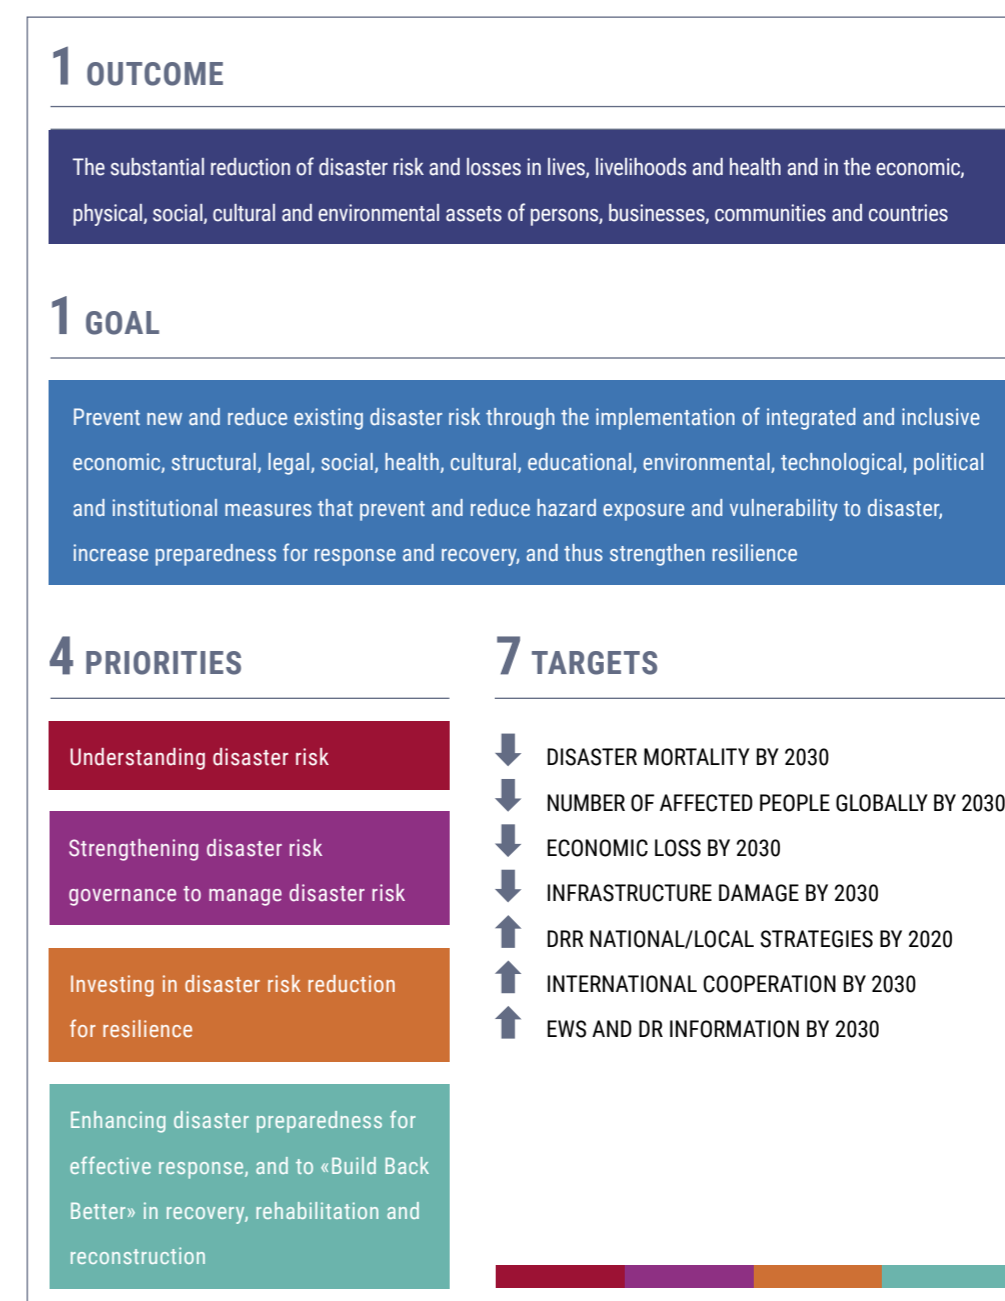 1 OUTCOME
The substantial reduction of disaster risk and losses in lives, livelihoods and health and in the economic,
physical, social, cultural and environmental assets of persons, businesses, communities and countries
1 GOAL
Prevent new and reduce existing disaster risk through the implementation of integrated and inclusive
economic, structural, legal, social, health, cultural, educational, environmental, technological, political
and institutional measures that prevent and reduce hazard exposure and vulnerability to disaster,
increase preparedness for response and recovery, and thus strengthen resilience
4 PRIORITIES
Understanding disaster risk
Strengthening disaster risk
governance to manage disaster risk
Investing in disaster risk reduction
for resilience
Enhancing disaster preparedness for
effective response, and to «Build Back
Better» in recovery, rehabilitation and
reconstruction
7 TARGETS
DISASTER MORTALITY BY 2030
NUMBER OF AFFECTED PEOPLE GLOBALLY BY 2030
ECONOMIC LOSS BY 2030
INFRASTRUCTURE DAMAGE BY 2030
DRR NATIONAL/LOCAL STRATEGIES BY 2020
INTERNATIONAL COOPERATION BY 2030
EWS AND DR INFORMATION BY 2030